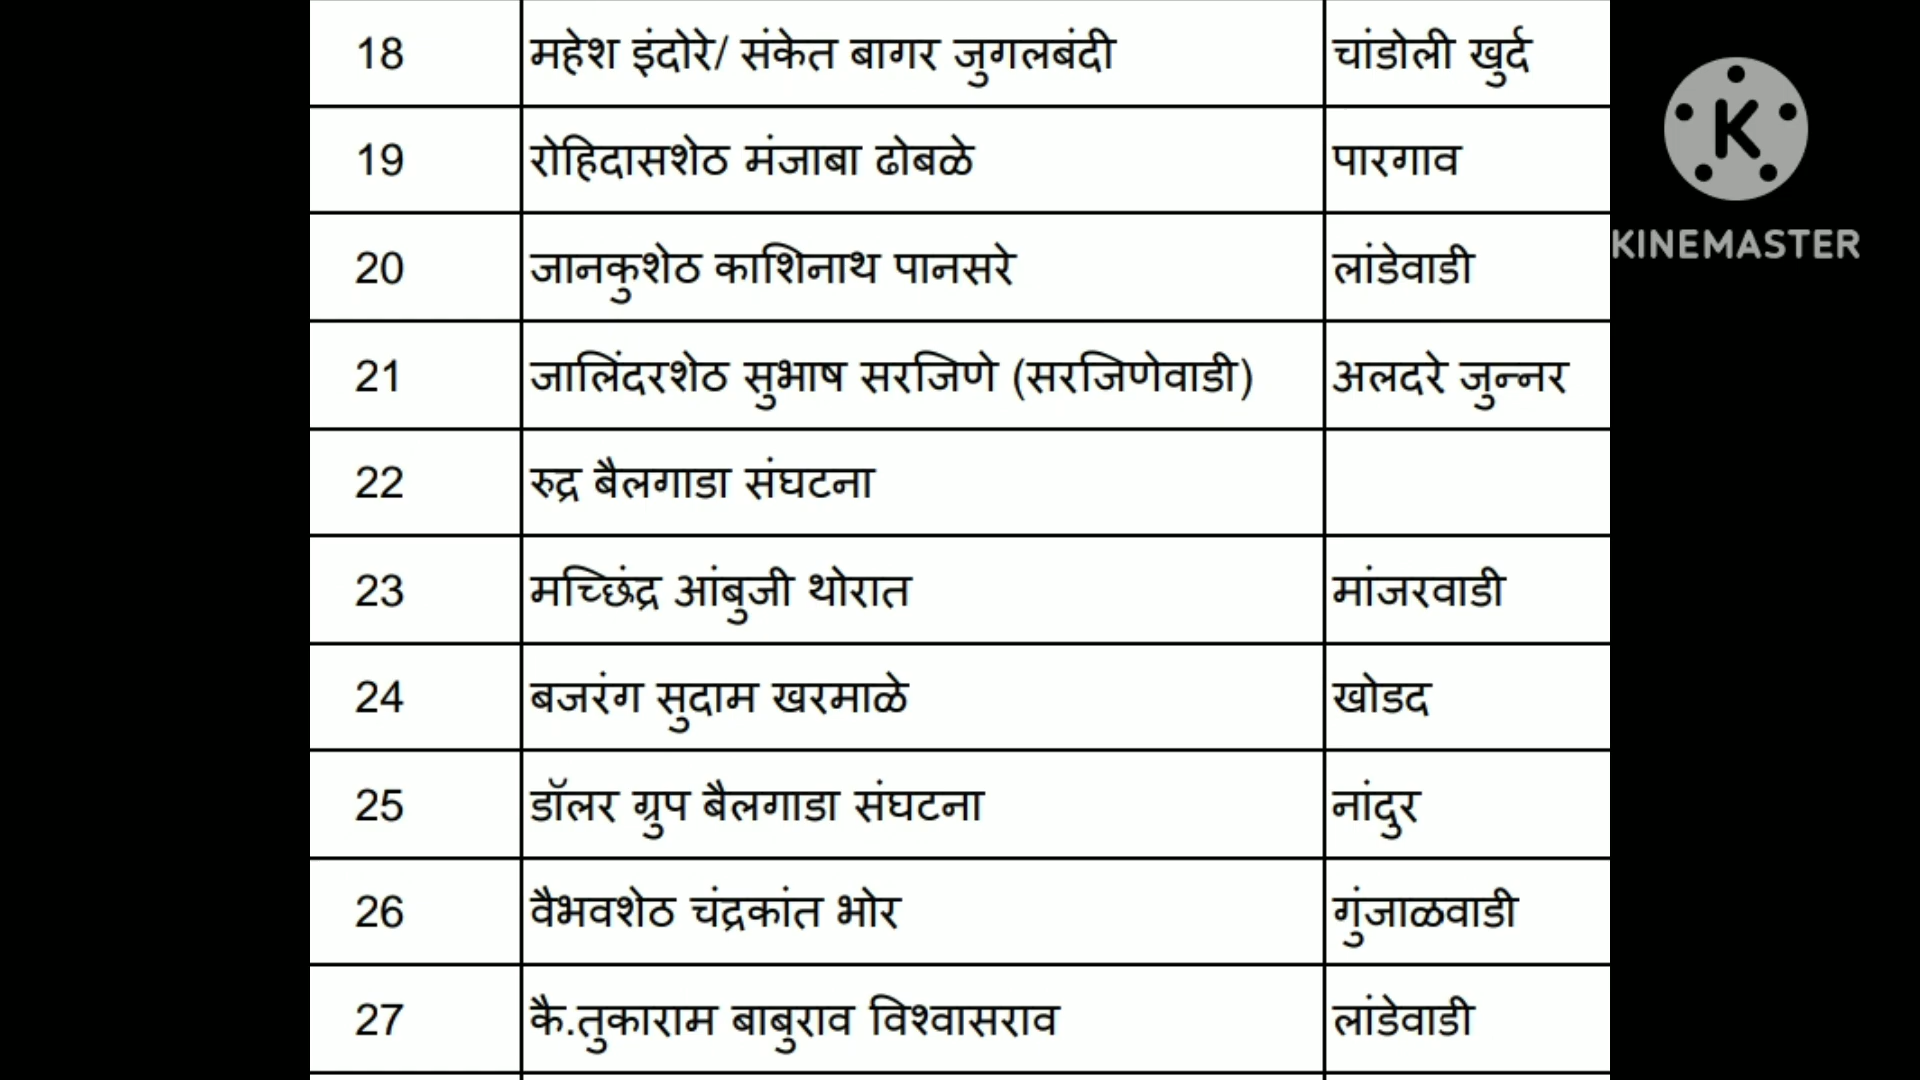 18 महेश इंदोरे/ संकेत बागर जुगलबंदी चांडोली खुर्द
19 रोहिदासशेठ मंजाबा ढोबळे पारगाव
20 जानकुशेठ काशिनाथ पानसरे लांडेवाडी
21 जालिंदरशेठ सुभाष सरजिणे (सरजिणेवाडी) अलदरे जुन्नर
22 रुद्र बैलगाडा संघटना
23 मच्छिंद्र आंबुजी थोरात मांजरवाडी
24 बजरंग सुदाम खरमाळे खोडद
25 डॉलर ग्रुप बैलगाडा संघटना नांदुर
26 वैभवशेठ चंद्रकांत भोर गुंजाळवाडी
27 कै.तुकाराम बाबुराव विश्वासराव लांडेवाडी
K
KINEMASTER